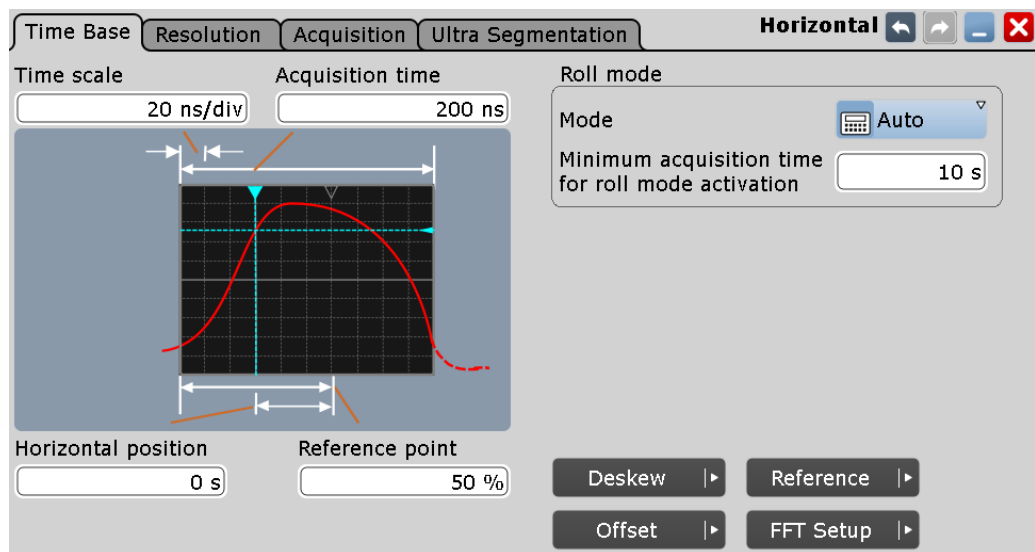 Time Base Resolution Acquisition Ultra Segmentation Horizontal
Time scale Acquisition time
20 ns/div 200 ns
Roll mode
Mode Auto
Minimum acquisition time
for roll mode activation
10 s
Horizontal position Reference point
0 s 50 %
Deskew Reference
Offset FFT Setup